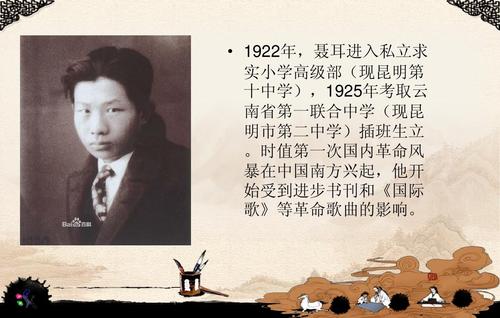 • 1922年，聂耳进入私立求
实小学高级部（现昆明第
十中学），1925年考取云
南省第一联合中学（现昆
明市第二中学）插班生立
。时值第一次国内革命风
暴在中国南方兴起，他开
始受到进步书刊和《国际
歌》等革命歌曲的影响。
Bai百科